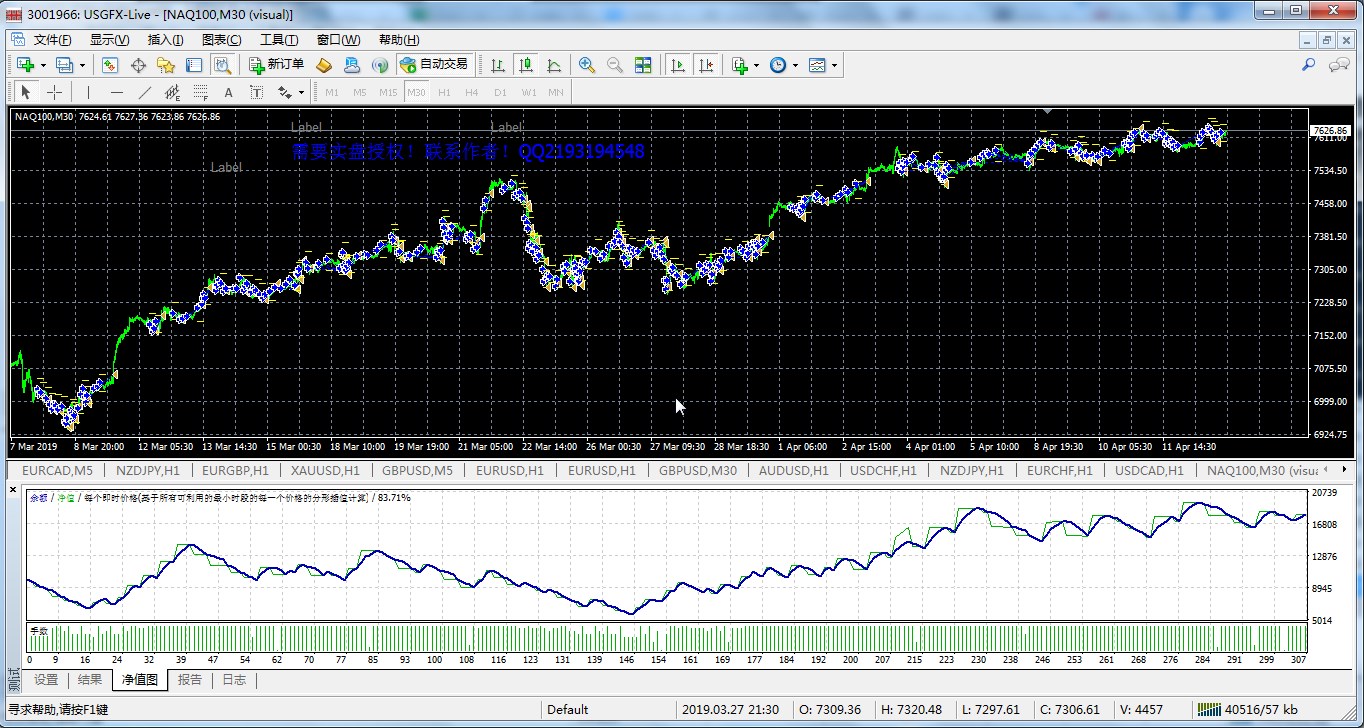 3001966: USGFX-Live - [NAQ100,M30 (visual)]
文件(F) 显示(V) 插入(I) 图表(C) 工具(T) 窗口(W) 帮助(H)
新订单 自动交易
A T M1 M5 M15 M30 H1 H4 D1 W1 MN
NAQ100,M30 7624.61 7627.36 7623.86 7626.86
Label Label
需要实盘授权！联系作者！QQ2193194548
Label
7626.86
7611.00
7534.50
7458.00
7381.50
7305.00
7228.50
7152.00
7075.50
6999.00
6924.75
7 Mar 2019 8 Mar 20:00 12 Mar 05:30 13 Mar 14:30 15 Mar 00:30 18 Mar 10:00 19 Mar 19:00 21 Mar 05:00 22 Mar 14:00 26 Mar 00:30 27 Mar 09:30 28 Mar 18:30 1 Apr 06:00 2 Apr 15:00 4 Apr 01:00 5 Apr 10:00 8 Apr 19:30 10 Apr 05:30 11 Apr 14:30
EURCAD,M5 NZDJPY,H1 EURGBP,H1 XAUUSD,H1 GBPUSD,M5 EURUSD,H1 EURUSD,H1 GBPUSD,M30 AUDUSD,H1 USDCHF,H1 NZDJPY,H1 EURCHF,H1 USDCAD,H1 NAQ100,M30 (visua
余额 / 净值 / 每个即时价格(基于所有可利用的最小时段的每一个价格的分形插值计算) / 83.71%
20739
16808
12876
8945
5014
手数
0 9 16 24 32 39 47 54 62 70 77 85 93 100 108 116 123 131 139 146 154 161 169 177 184 192 200 207 215 223 230 238 246 253 261 268 276 284 291 299 307
测试
设置 结果 净值图 报告 日志
寻求帮助,请按F1键 Default 2019.03.27 21:30 O: 7309.36 H: 7320.48 L: 7297.61 C: 7306.61 V: 4457 40516/57 kb